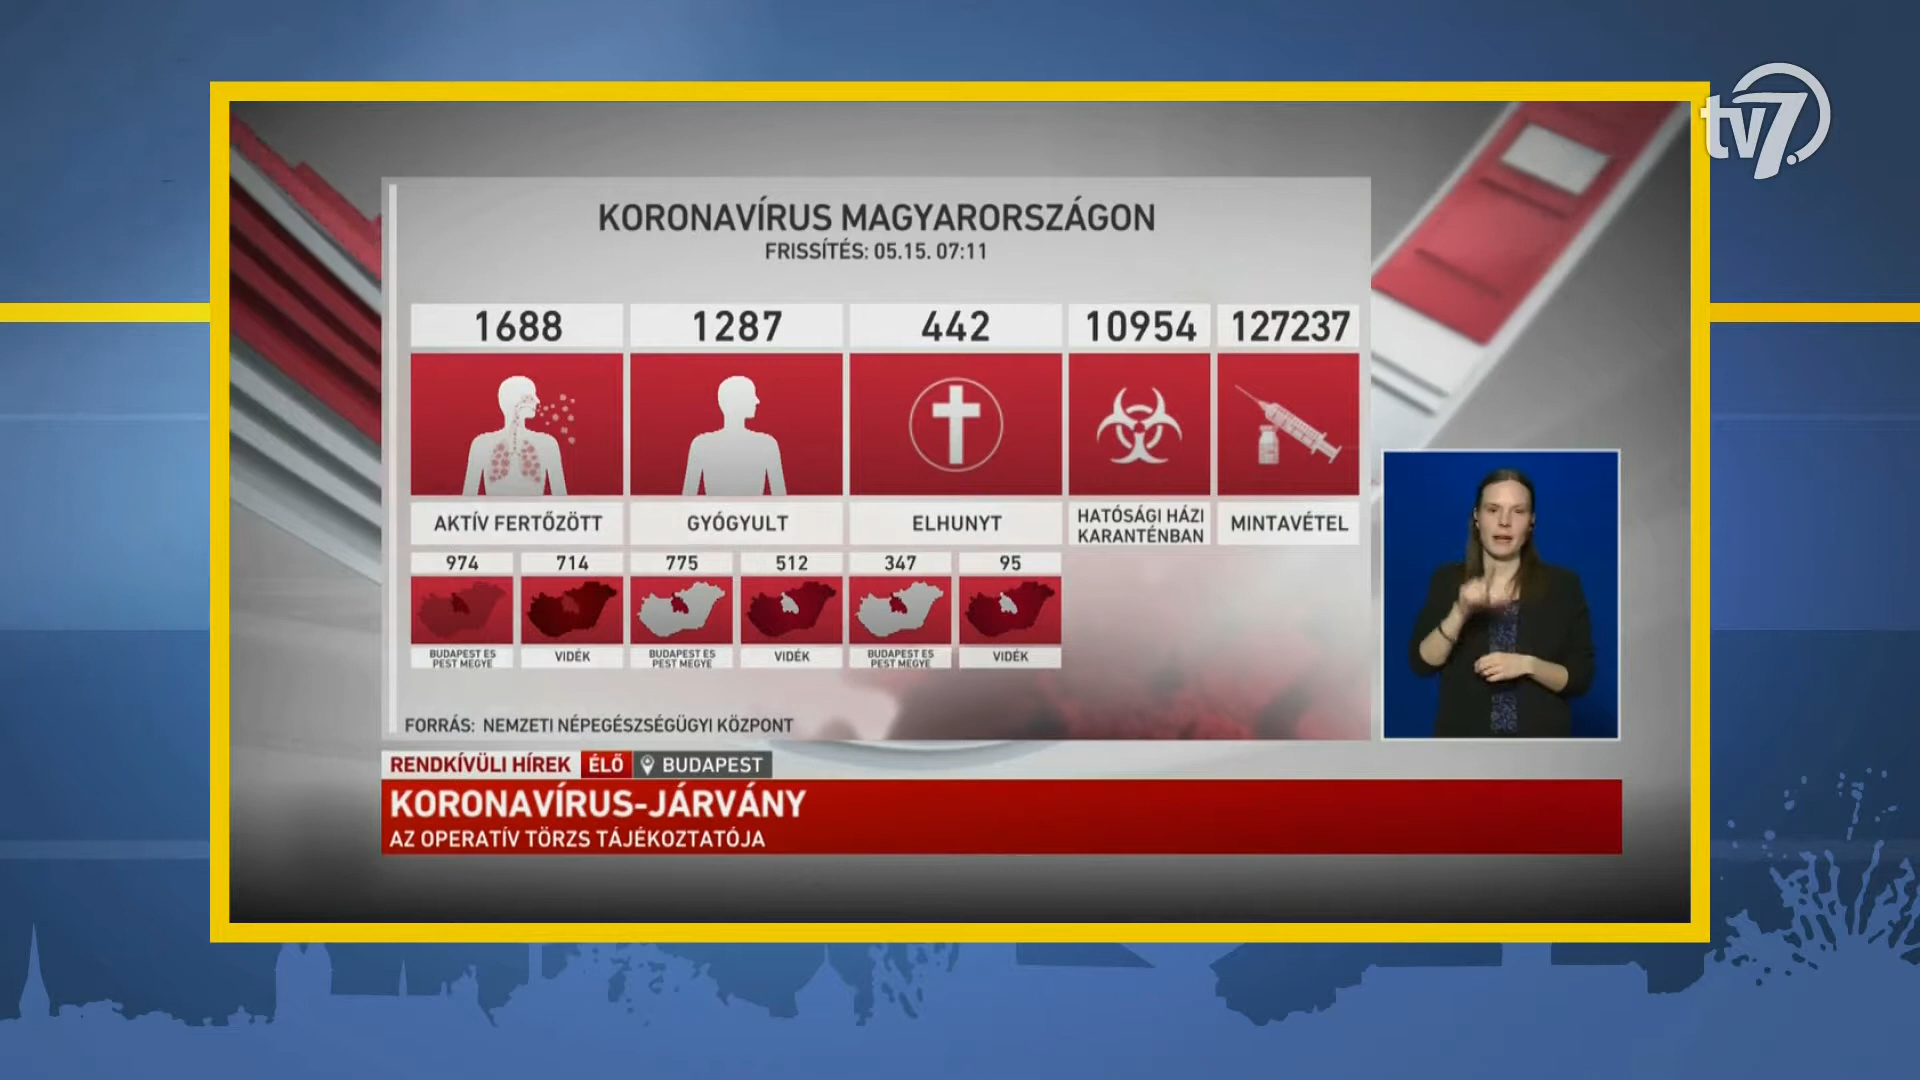 tv7
KORONAVÍRUS MAGYARORSZÁGON
FRISSÍTÉS: 05.15. 07:11
1688
1287
442
10954
127237
AKTÍV FERTŐZÖTT
GYÓGYULT
ELHUNYT
HATÓSÁGI HÁZI
KARANTÉNBAN
MINTAVÉTEL
974
714
775
512
347
95
BUDAPEST ÉS
PEST MEGYE
VIDÉK
BUDAPEST ÉS
PEST MEGYE
VIDÉK
BUDAPEST ÉS
PEST MEGYE
VIDÉK
FORRÁS: NEMZETI NÉPEGÉSZSÉGÜGYI KÖZPONT
RENDKÍVÜLI HÍREK ÉLŐ BUDAPEST
KORONAVÍRUS-JÁRVÁNY
AZ OPERATÍV TÖRZS TÁJÉKOZTATÓJA